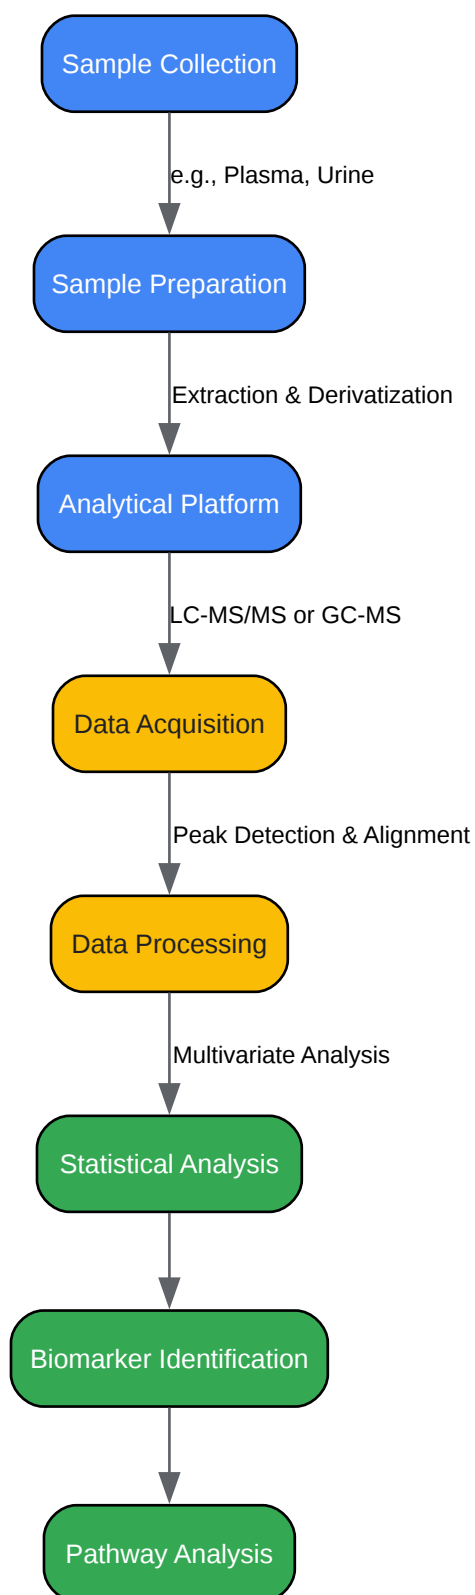 Sample Collection
e.g., Plasma, Urine
Sample Preparation
Extraction & Derivatization
Analytical Platform
LC-MS/MS or GC-MS
Data Acquisition
Peak Detection & Alignment
Data Processing
Multivariate Analysis
Statistical Analysis
Biomarker Identification
Pathway Analysis